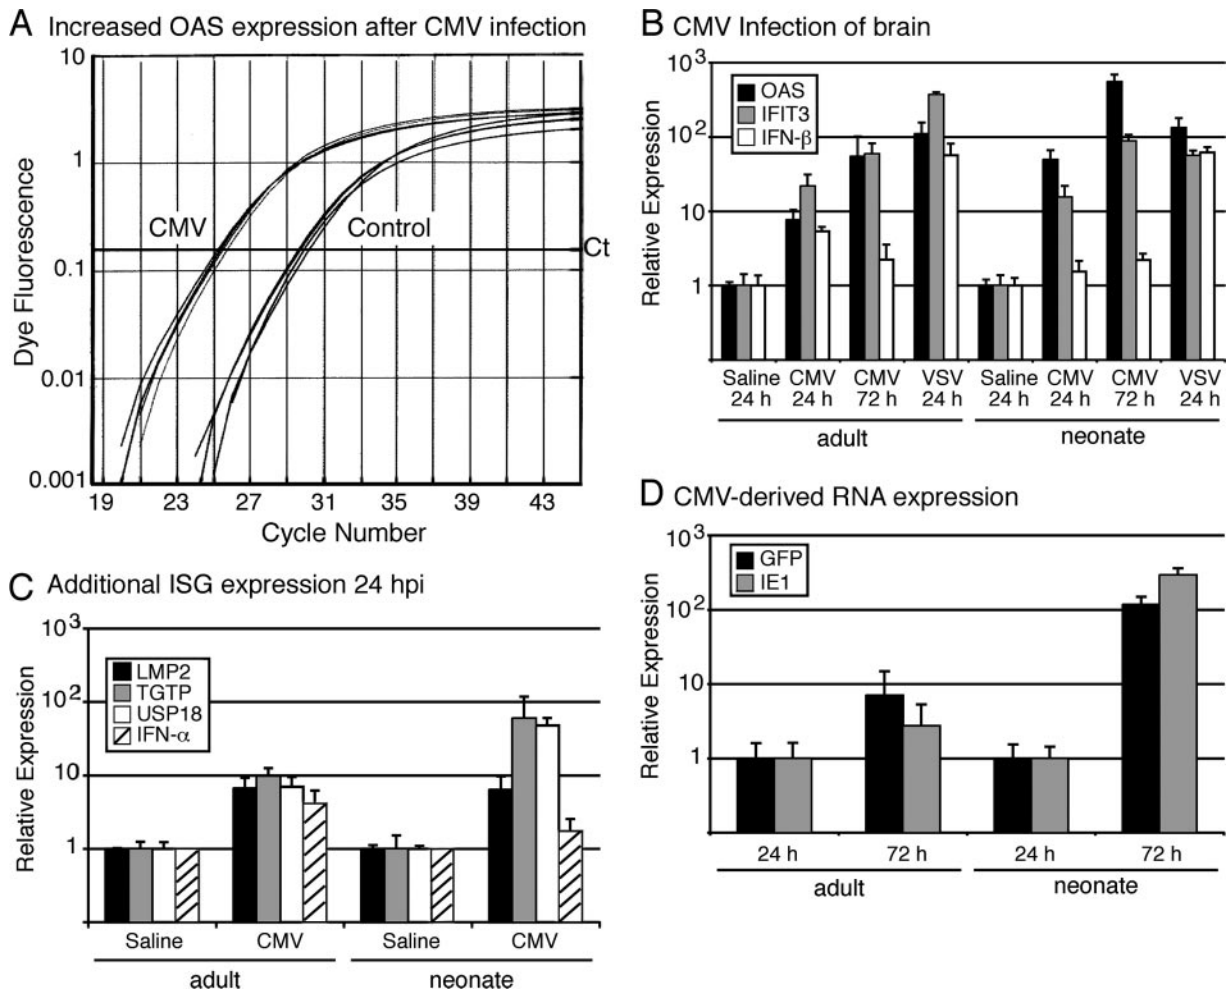 A Increased OAS expression after CMV infection
10
1
0.1
0.01
0.001
Dye Fluorescence
CMV
Control
Ct
19 23 27 31 35 39 43
Cycle Number
B CMV Infection of brain
10³
10²
10
1
Relative Expression
OAS
IFIT3
IFN-β
Saline CMV CMV VSV Saline CMV CMV VSV
24 h 24 h 72 h 24 h 24 h 24 h 72 h 24 h
adult neonate
C Additional ISG expression 24 hpi
10³
10²
10
1
Relative Expression
LMP2
TGTP
USP18
IFN-α
Saline CMV Saline CMV
adult neonate
D CMV-derived RNA expression
10³
10²
10
1
Relative Expression
GFP
IE1
24 h 72 h 24 h 72 h
adult neonate